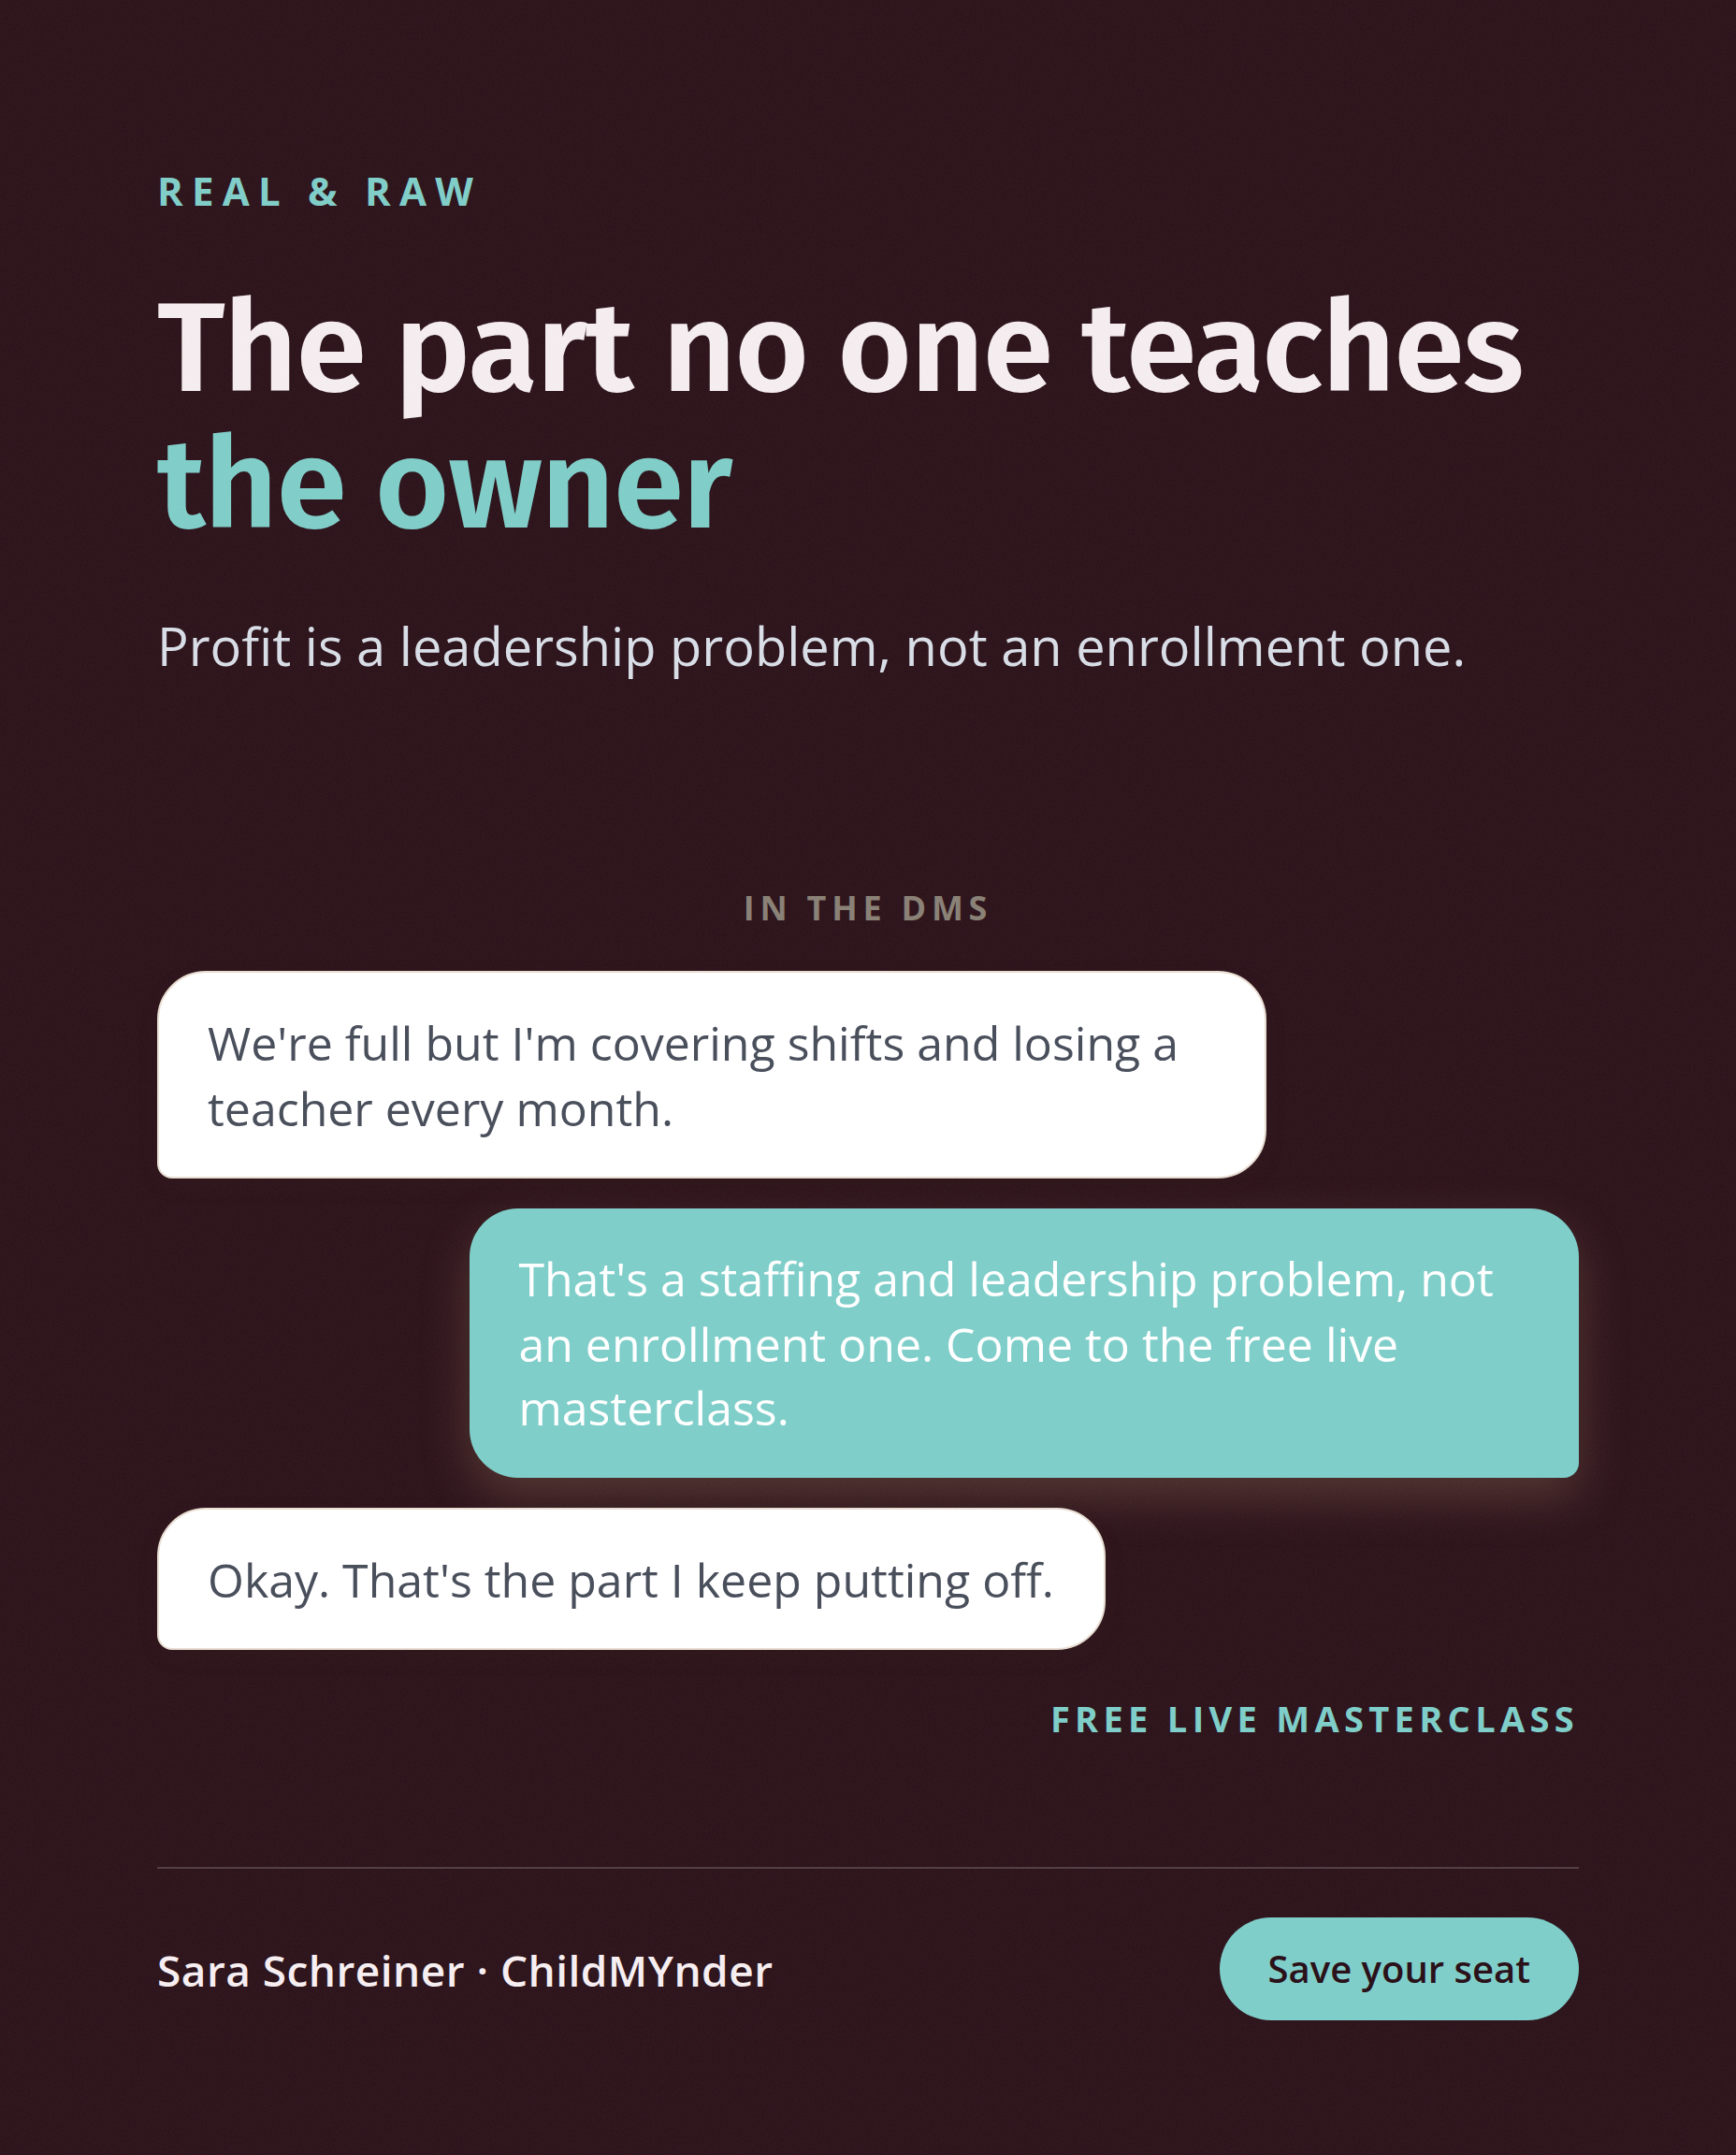 REAL & RAW
The part no one teaches
the owner
Profit is a leadership problem, not an enrollment one.
IN THE DMS
We're full but I'm covering shifts and losing a
teacher every month.
That's a staffing and leadership problem, not
an enrollment one. Come to the free live
masterclass.
Okay. That's the part I keep putting off.
FREE LIVE MASTERCLASS
Sara Schreiner · ChildMYnder
Save your seat